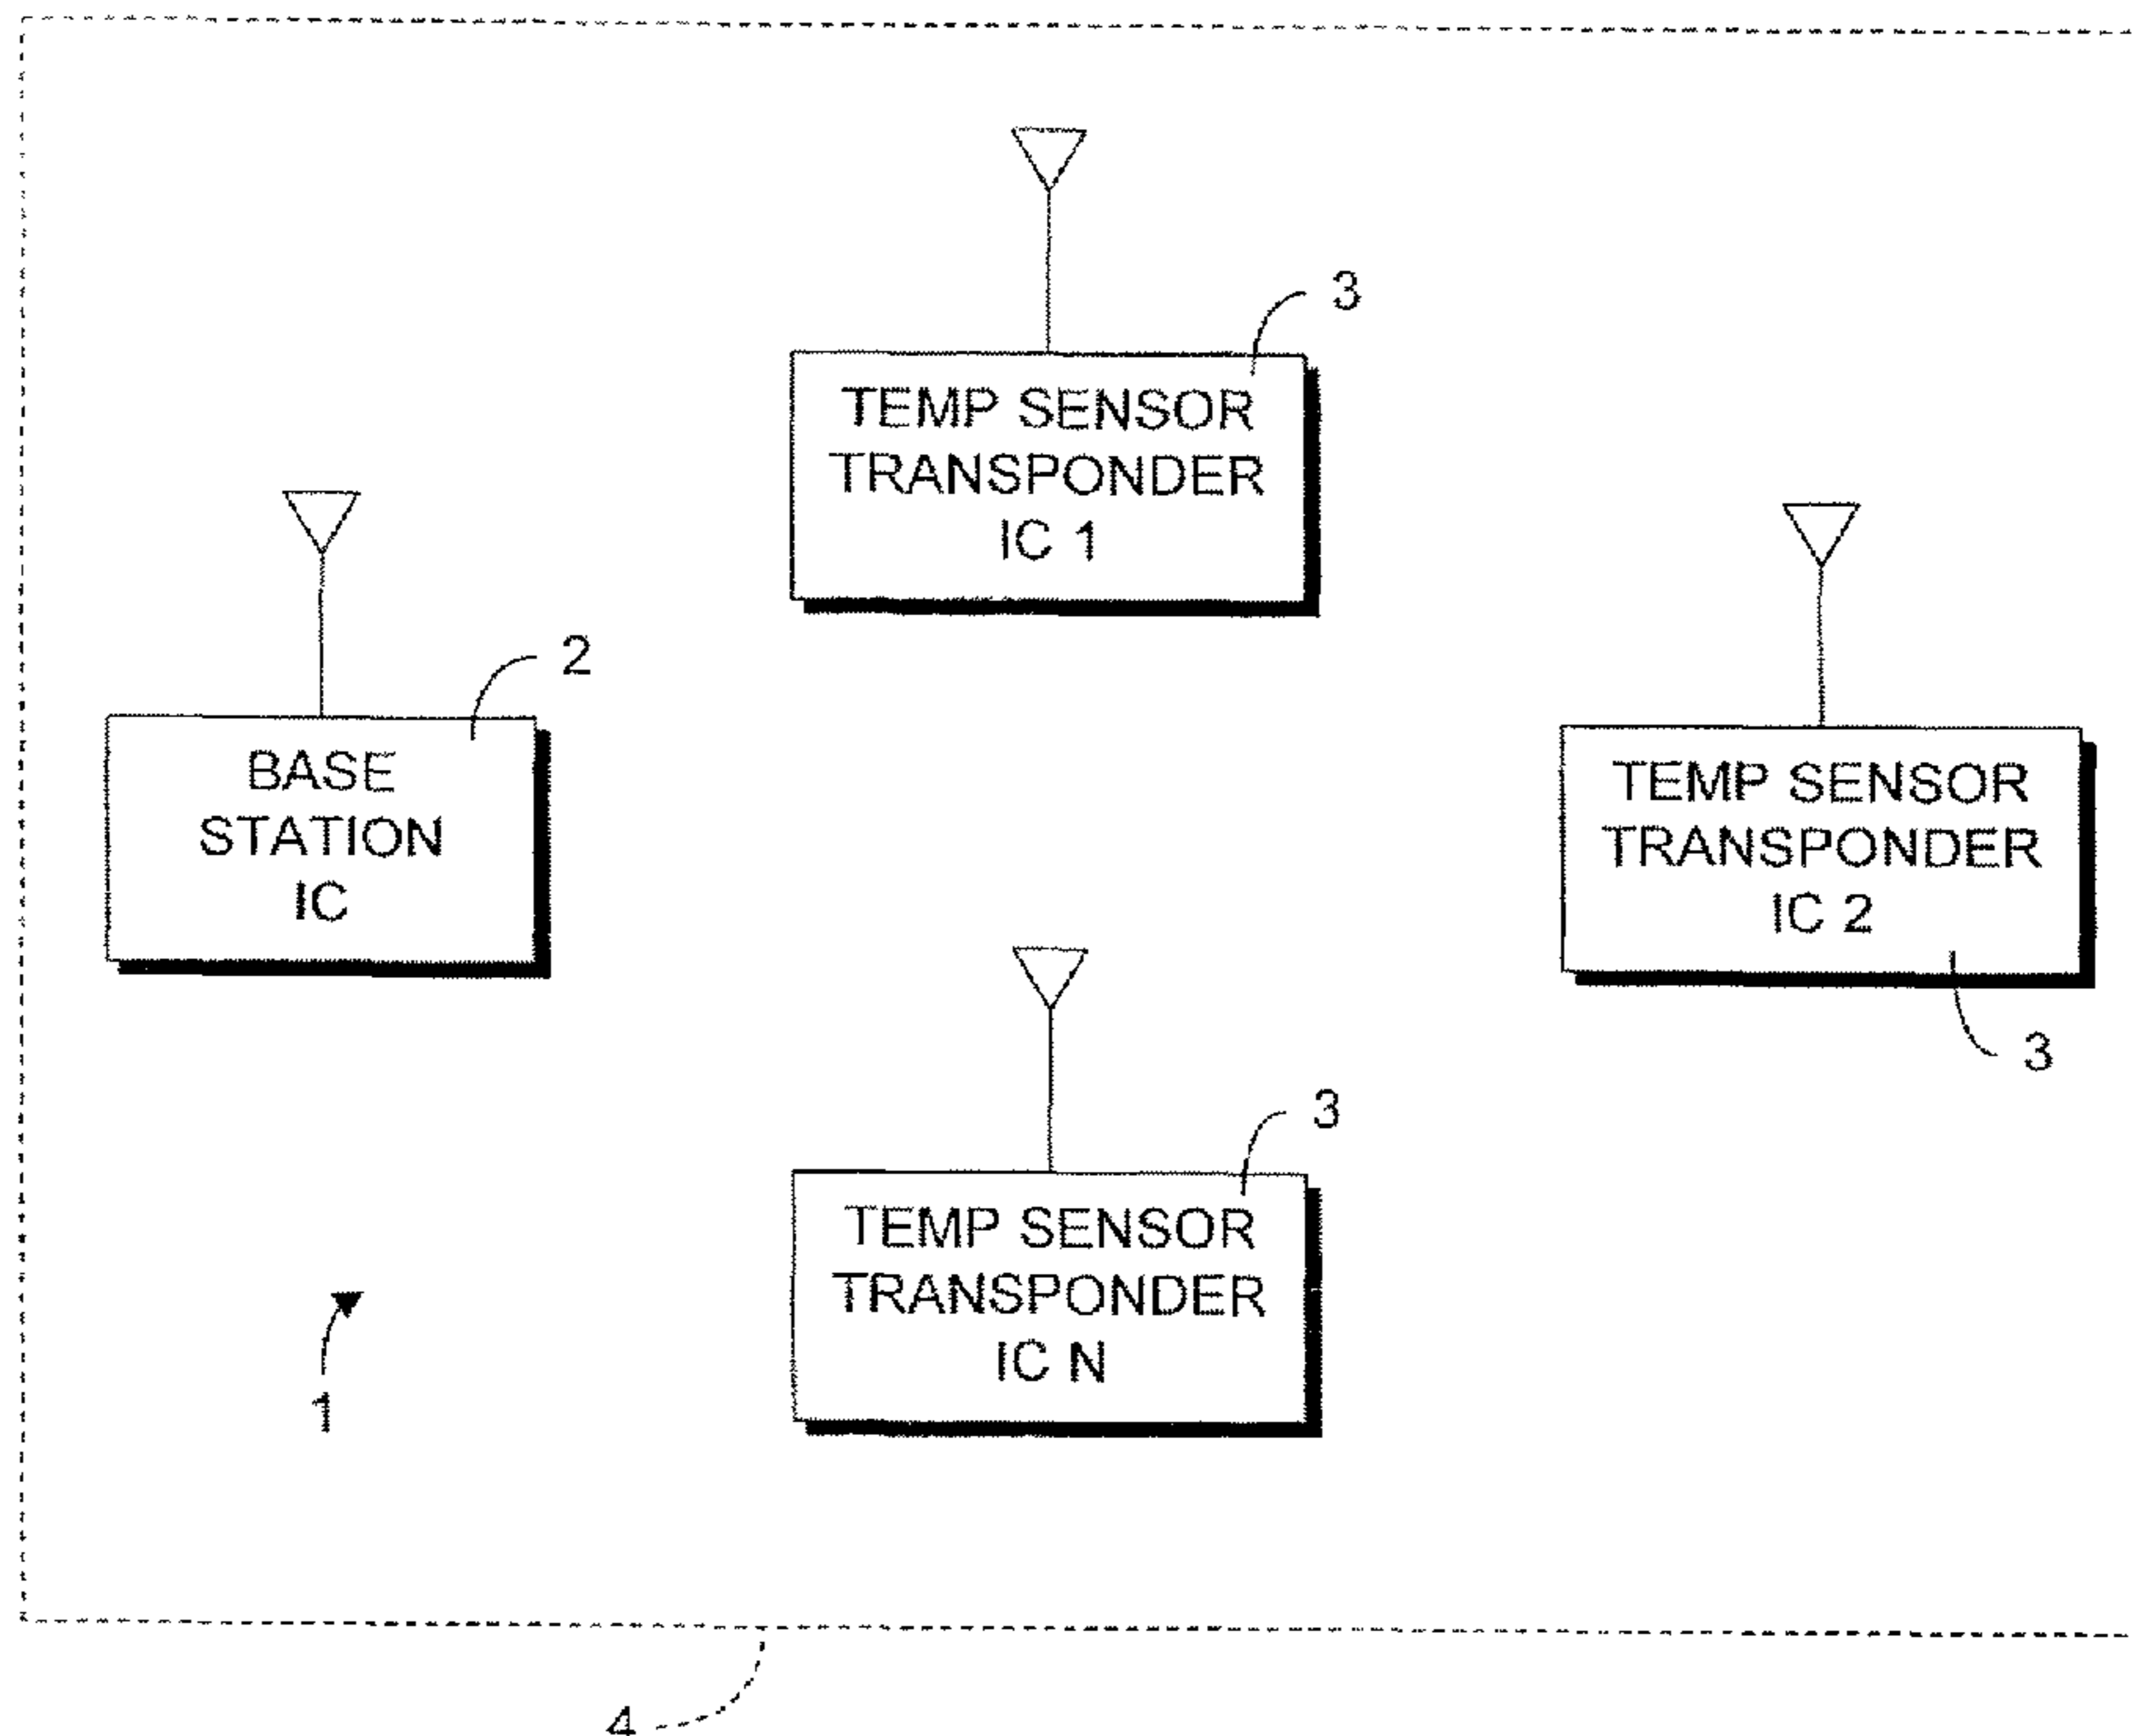 3
TEMP SENSOR
TRANSPONDER
IC 1
2
BASE
STATION
IC
TEMP SENSOR
TRANSPONDER
IC 2
3
3
TEMP SENSOR
TRANSPONDER
IC N
1
4